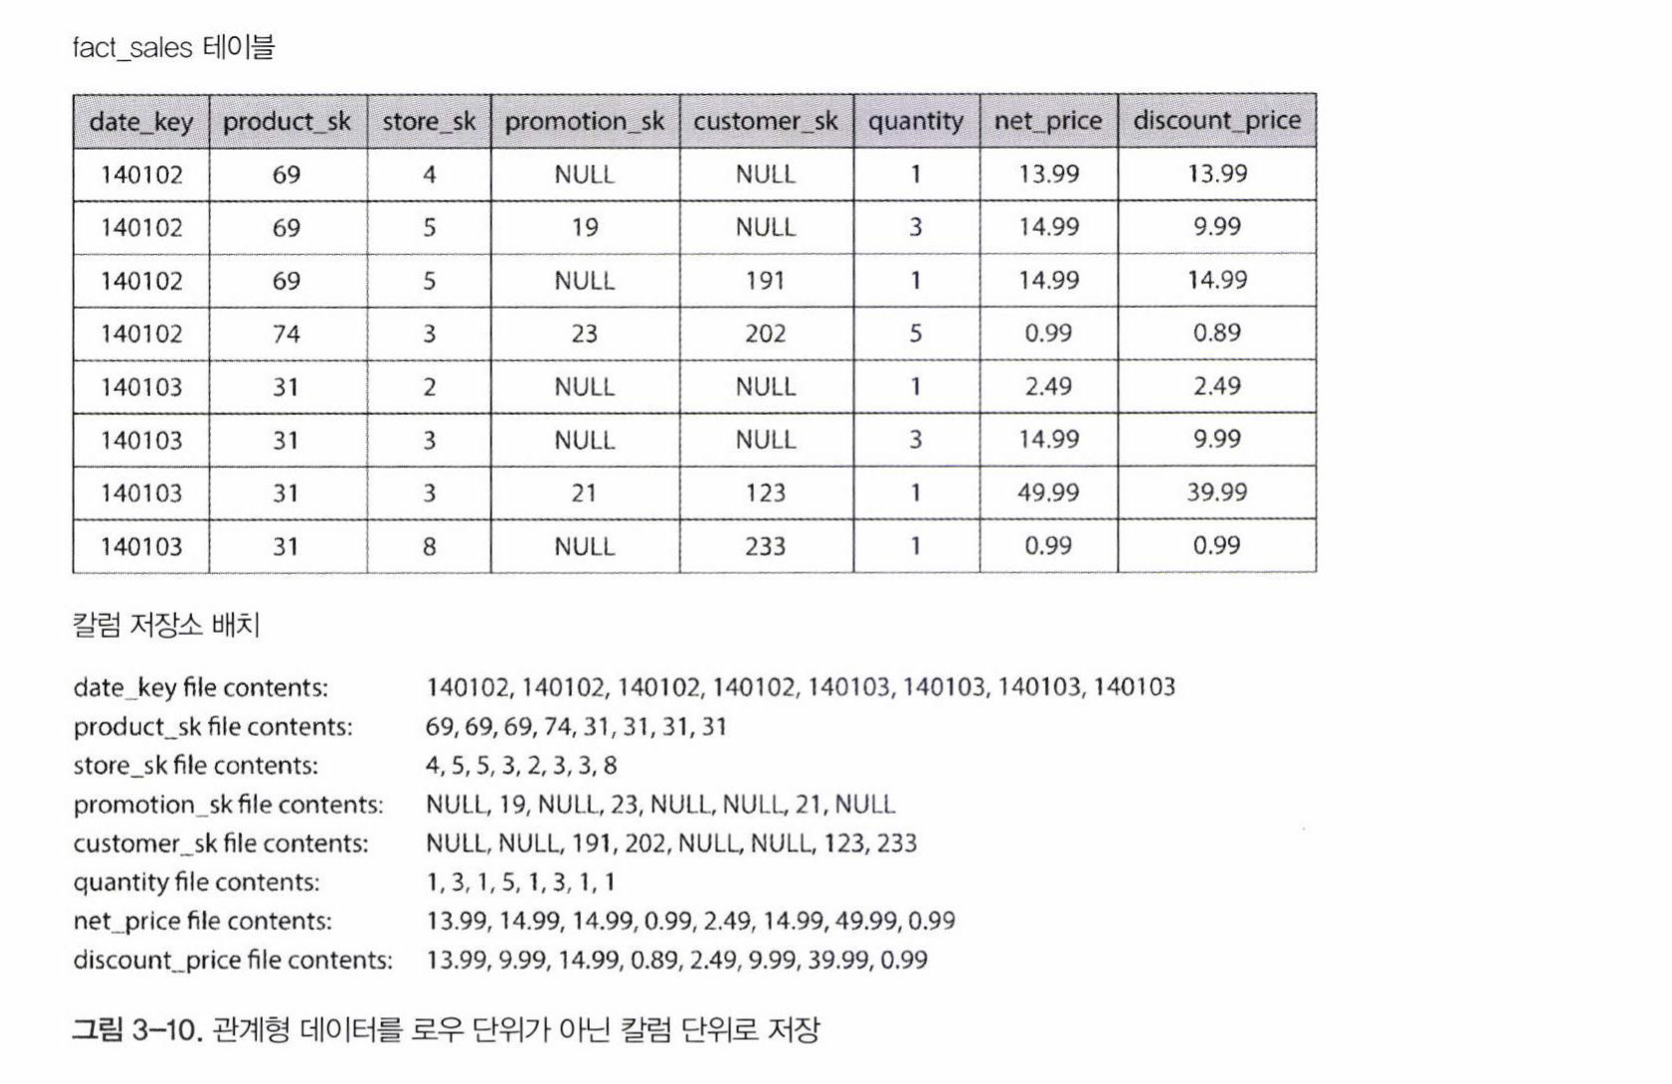 fact_sales 테이블
date_key product_sk store_sk promotion_sk customer_sk quantity net_price discount_price
140102 69 4 NULL NULL 1 13.99 13.99
140102 69 5 19 NULL 3 14.99 9.99
140102 69 5 NULL 191 1 14.99 14.99
140102 74 3 23 202 5 0.99 0.89
140103 31 2 NULL NULL 1 2.49 2.49
140103 31 3 NULL NULL 3 14.99 9.99
140103 31 3 21 123 1 49.99 39.99
140103 31 8 NULL 233 1 0.99 0.99
칼럼 저장소 배치
date_key file contents: 140102, 140102, 140102, 140102, 140103, 140103, 140103, 140103
product_sk file contents: 69, 69, 69, 74, 31, 31, 31, 31
store_sk file contents: 4, 5, 5, 3, 2, 3, 3, 8
promotion_sk file contents: NULL, 19, NULL, 23, NULL, NULL, 21, NULL
customer_sk file contents: NULL, NULL, 191, 202, NULL, NULL, 123, 233
quantity file contents: 1, 3, 1, 5, 1, 3, 1, 1
net_price file contents: 13.99, 14.99, 14.99, 0.99, 2.49, 14.99, 49.99, 0.99
discount_price file contents: 13.99, 9.99, 14.99, 0.89, 2.49, 9.99, 39.99, 0.99
그림 3-10. 관계형 데이터를 로우 단위가 아닌 칼럼 단위로 저장